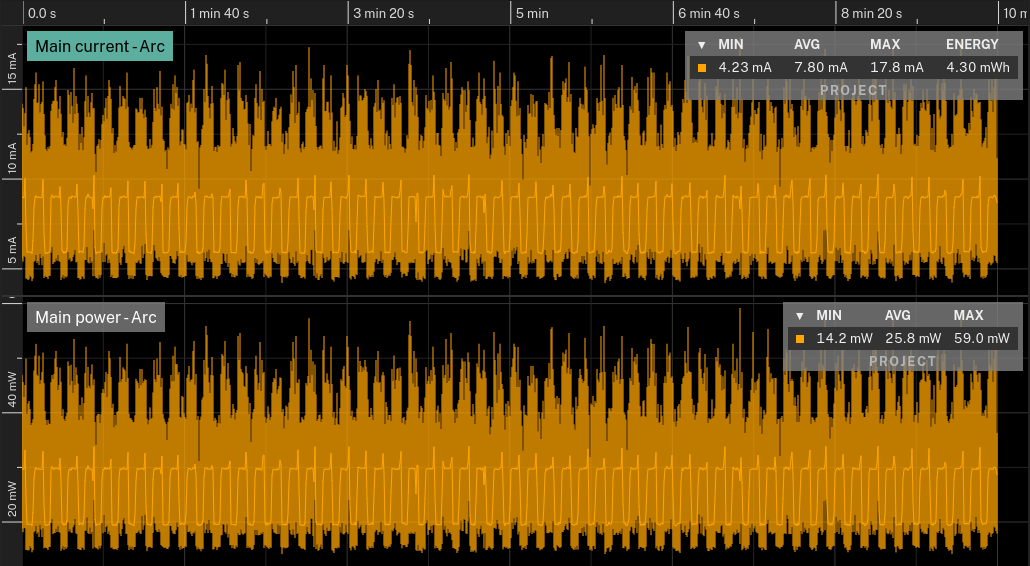 0.0 s 1 min 40 s 3 min 20 s 5 min 6 min 40 s 8 min 20 s 10 m
Main current - Arc
▼ MIN AVG MAX ENERGY
4.23 mA 7.80 mA 17.8 mA 4.30 mWh
PROJECT
15 mA
10 mA
5 mA
Main power - Arc
▼ MIN AVG MAX
14.2 mW 25.8 mW 59.0 mW
PROJECT
40 mW
20 mW